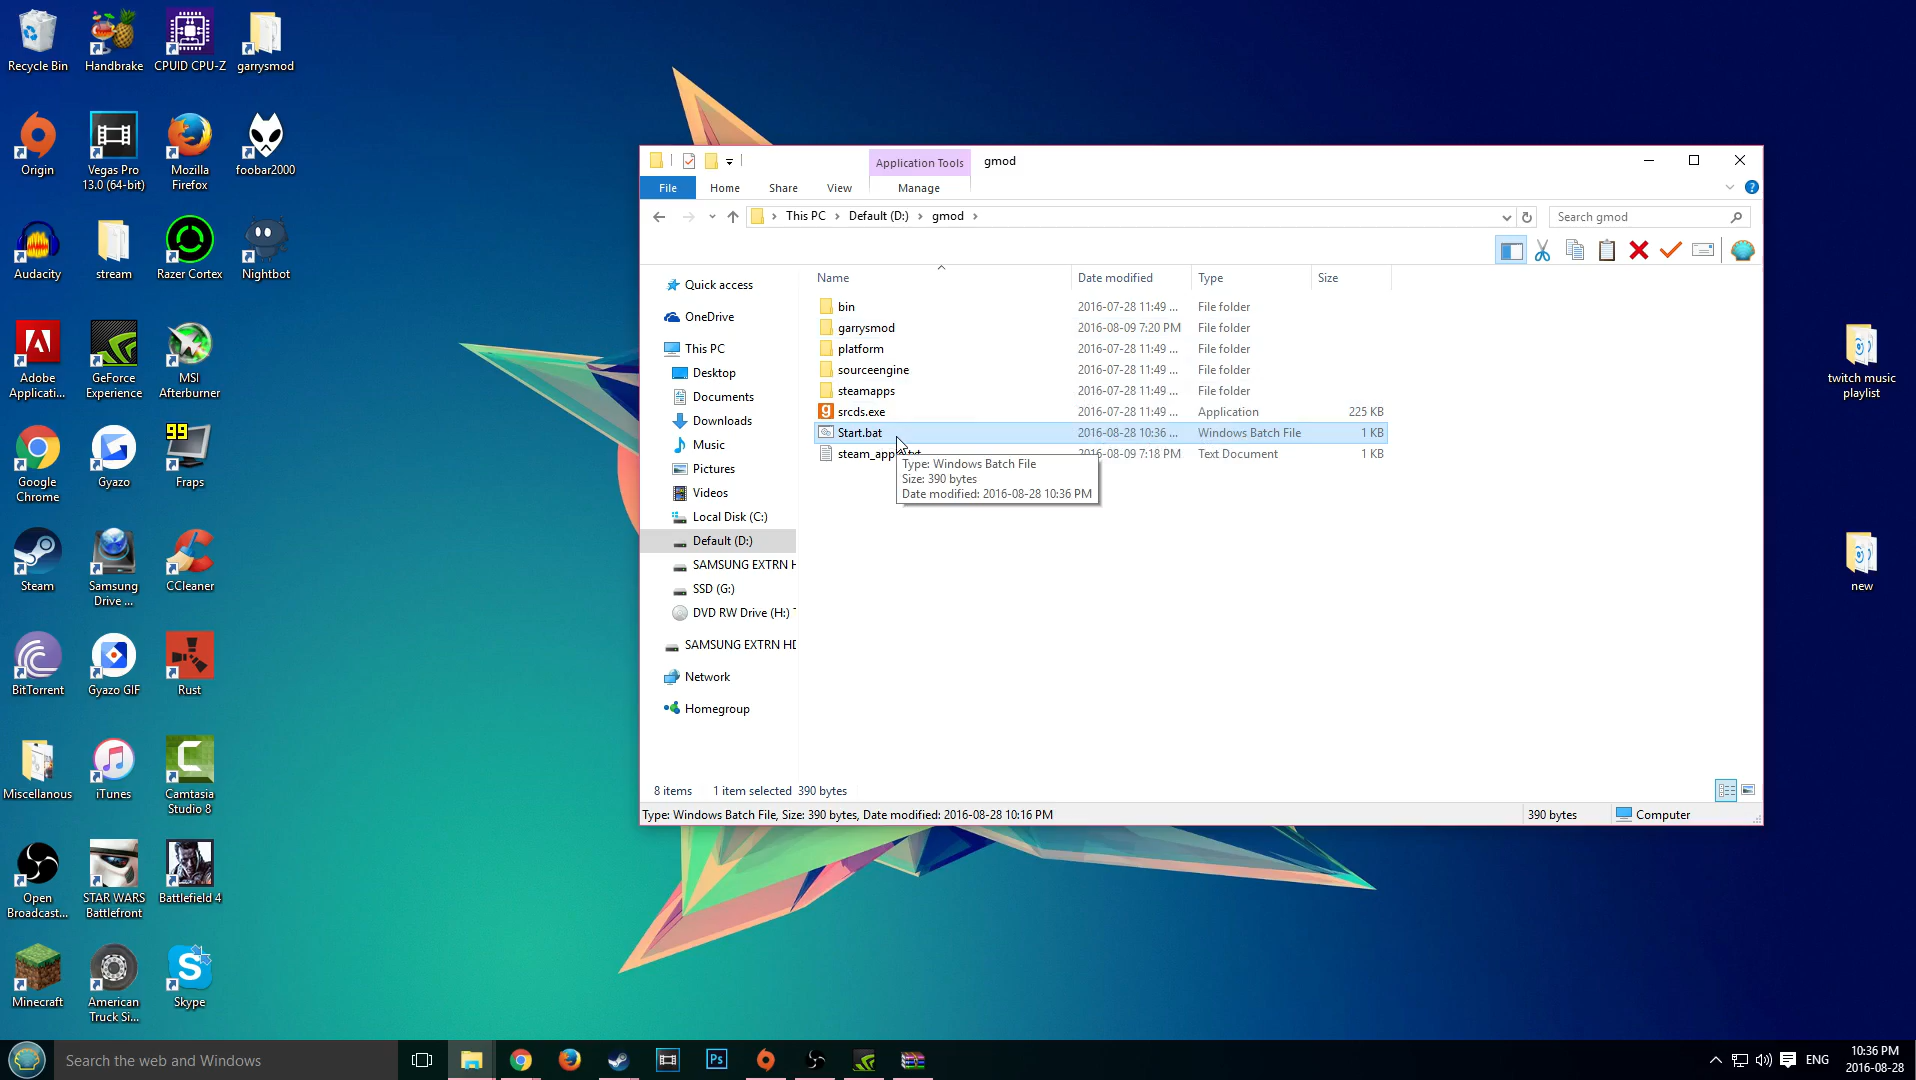 Recycle Bin
Handbrake
CPUID CPU-Z
garrysmod
Origin
Vegas Pro
13.0 (64-bit)
Mozilla
Firefox
foobar2000
Audacity
stream
Razer Cortex
Nightbot
Adobe
Applicati...
GeForce
Experience
MSI
Afterburner
Google
Chrome
Gyazo
99
Fraps
Steam
Samsung
Drive ...
CCleaner
BitTorrent
Gyazo GIF
Rust
Miscellanous
iTunes
Camtasia
Studio 8
Open
Broadcast...
STAR WARS
Battlefront
Battlefield 4
Minecraft
American
Truck Si...
Skype
twitch music
playlist
new
Application Tools
gmod
File
Home
Share
View
Manage
This PC
Default (D:)
gmod
Search gmod
Name
Date modified
Type
Size
Quick access
OneDrive
This PC
Desktop
Documents
Downloads
Music
Pictures
Videos
Local Disk (C:)
Default (D:)
SAMSUNG EXTRN H
SSD (G:)
DVD RW Drive (H:)
SAMSUNG EXTRN HD
Network
Homegroup
bin 2016-07-28 11:49 ... File folder
garrysmod 2016-08-09 7:20 PM File folder
platform 2016-07-28 11:49 ... File folder
sourceengine 2016-07-28 11:49 ... File folder
steamapps 2016-07-28 11:49 ... File folder
srcds.exe 2016-07-28 11:49 ... Application 225 KB
Start.bat 2016-08-28 10:36 ... Windows Batch File 1 KB
steam_app 2016-08-09 7:18 PM Text Document 1 KB
Type: Windows Batch File
Size: 390 bytes
Date modified: 2016-08-28 10:36 PM
8 items 1 item selected 390 bytes
Type: Windows Batch File, Size: 390 bytes, Date modified: 2016-08-28 10:16 PM
390 bytes
Computer
Search the web and Windows
Ps
ENG
10:36 PM
2016-08-28